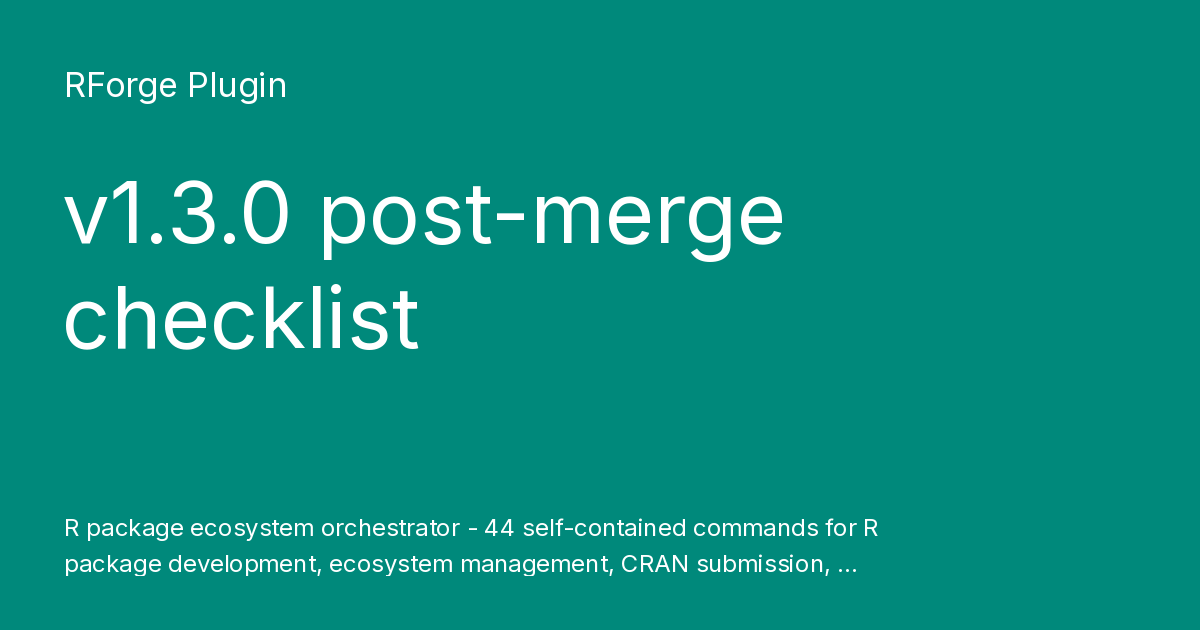 RForge Plugin
v1.3.0 post-merge
checklist
R package ecosystem orchestrator - 44 self-contained commands for R
package development, ecosystem management, CRAN submission, ...